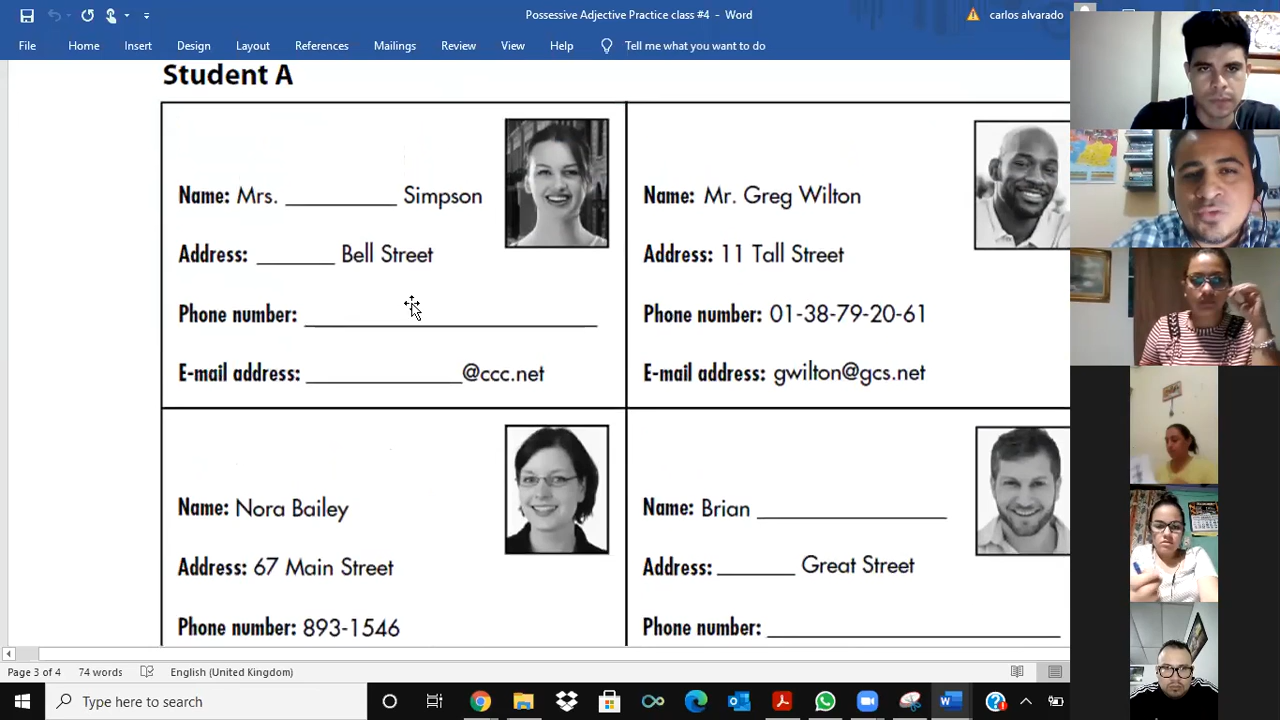 Possessive Adjective Practice class #4 - Word
carlos alvarado
File Home Insert Design Layout References Mailings Review View Help Tell me what you want to do
Student A
Name: Mrs. __________ Simpson
Address: _______ Bell Street
Phone number: __________________________
E-mail address: ______________@ccc.net
Name: Mr. Greg Wilton
Address: 11 Tall Street
Phone number: 01-38-79-20-61
E-mail address: gwilton@gcs.net
Name: Nora Bailey
Address: 67 Main Street
Phone number: 893-1546
Name: Brian _________________
Address: _______ Great Street
Phone number: __________________________
Page 3 of 4 74 words English (United Kingdom)
Type here to search